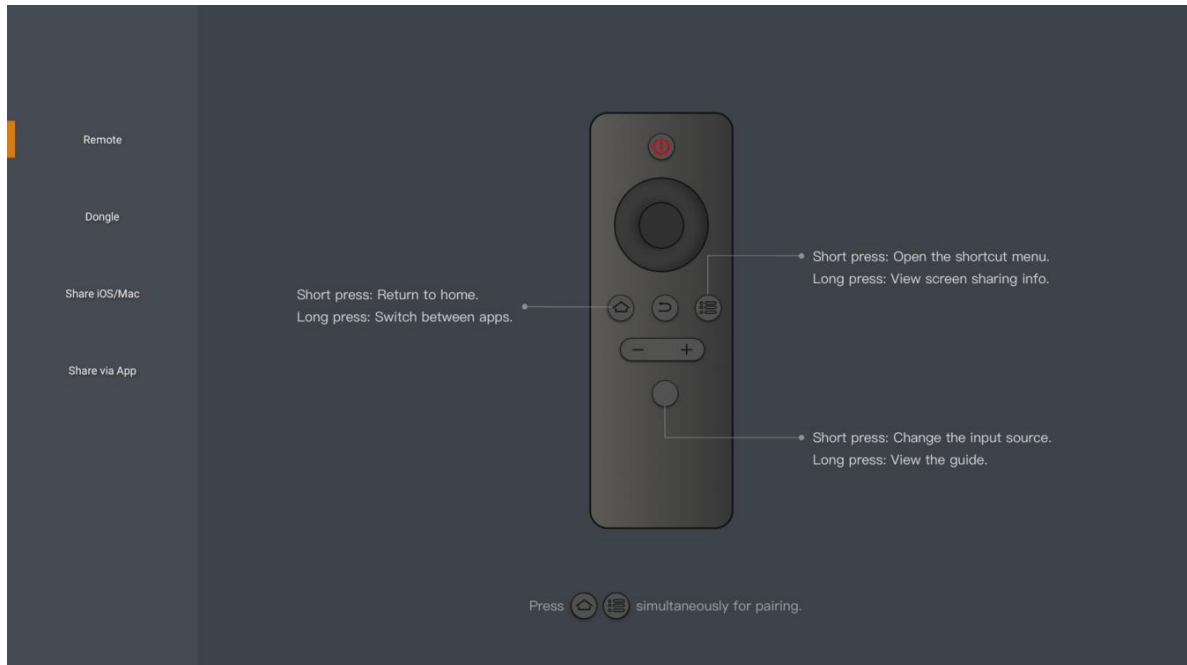 Remote
Dongle
Share iOS/Mac
Share via App
Short press: Return to home.
Long press: Switch between apps.
Short press: Open the shortcut menu.
Long press: View screen sharing info.
− +
Short press: Change the input source.
Long press: View the guide.
Press simultaneously for pairing.